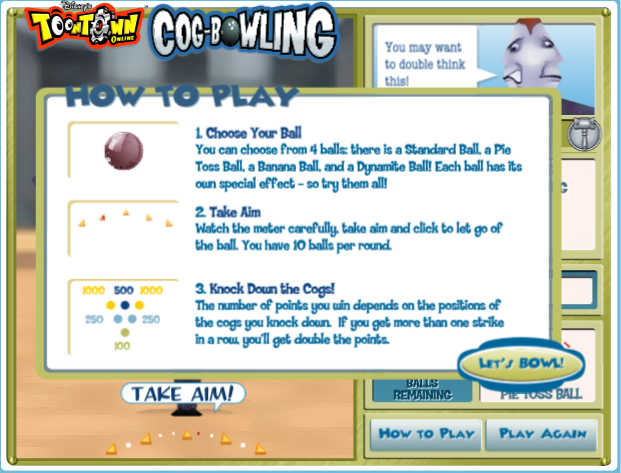 Disney's
TOONTOWN
ONLINE
COG-BOWLING
You may want
to double think
this!
HOW TO PLAY
1. Choose Your Ball
You can choose from 4 balls: there is a Standard Ball, a Pie
Toss Ball, a Banana Ball, and a Dynamite Ball! Each ball has its
own special effect - so try them all!
2. Take Aim
Watch the meter carefully, take aim and click to let go of
the ball. You have 10 balls per round.
1000 500 1000
250 250
100
3. Knock Down the Cogs!
The number of points you win depends on the positions of
the cogs you knock down. If you get more than one strike
in a row, you'll get double the points.
LET'S BOWL!
TAKE AIM!
BALLS
REMAINING
PIE TOSS BALL
HOW TO PLAY
PLAY AGAIN